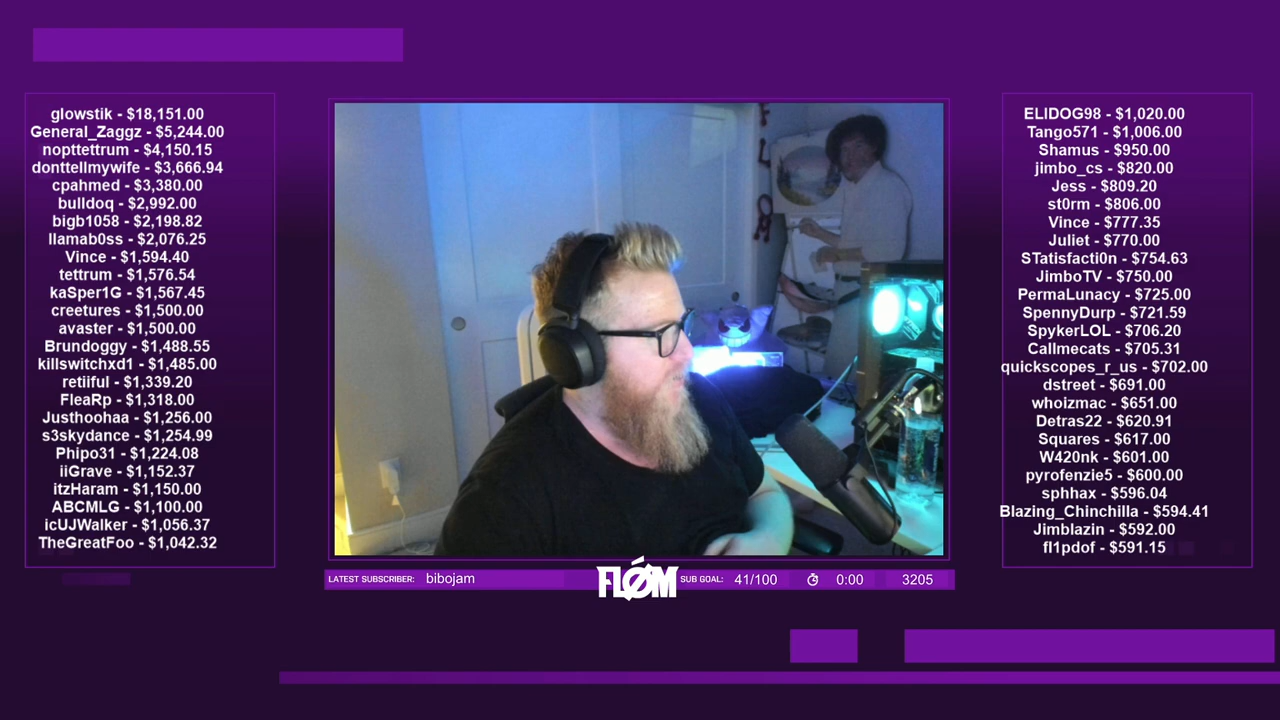 glowstik - $18,151.00
General_Zaggz - $5,244.00
nopttettrum - $4,150.15
donttellmywife - $3,666.94
cpahmed - $3,380.00
bulldoq - $2,992.00
bigb1058 - $2,198.82
llamab0ss - $2,076.25
Vince - $1,594.40
tettrum - $1,576.54
kaSper1G - $1,567.45
creetures - $1,500.00
avaster - $1,500.00
Brundoggy - $1,488.55
killswitchxd1 - $1,485.00
retiiful - $1,339.20
FleaRp - $1,318.00
Justhoohaa - $1,256.00
s3skydance - $1,254.99
Phipo31 - $1,224.08
iiGrave - $1,152.37
itzHaram - $1,150.00
ABCMLG - $1,100.00
icUJWalker - $1,056.37
TheGreatFoo - $1,042.32
ELIDOG98 - $1,020.00
Tango571 - $1,006.00
Shamus - $950.00
jimbo_cs - $820.00
Jess - $809.20
st0rm - $806.00
Vince - $777.35
Juliet - $770.00
STatisfacti0n - $754.63
JimboTV - $750.00
PermaLunacy - $725.00
SpennyDurp - $721.59
SpykerLOL - $706.20
Callmecats - $705.31
quickscopes_r_us - $702.00
dstreet - $691.00
whoizmac - $651.00
Detras22 - $620.91
Squares - $617.00
W420nk - $601.00
pyrofenzie5 - $600.00
sphhax - $596.04
Blazing_Chinchilla - $594.41
Jimblazin - $592.00
fl1pdof - $591.15
LATEST SUBSCRIBER: bibojam
FLØM
SUB GOAL: 41/100
0:00
3205